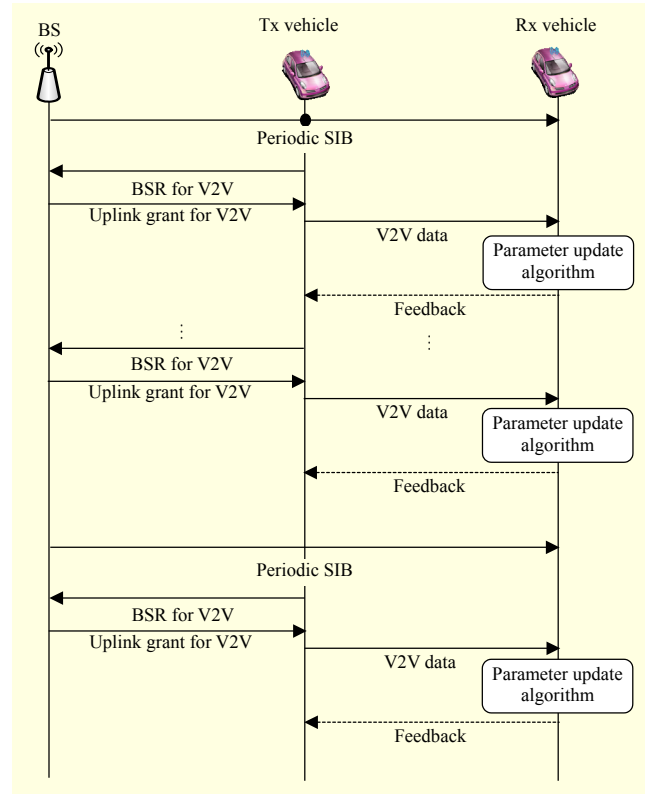 BS
Tx vehicle
Rx vehicle
Periodic SIB
BSR for V2V
Uplink grant for V2V
V2V data
Parameter update
algorithm
Feedback
⋮
⋮
BSR for V2V
Uplink grant for V2V
V2V data
Parameter update
algorithm
Feedback
Periodic SIB
BSR for V2V
Uplink grant for V2V
V2V data
Parameter update
algorithm
Feedback